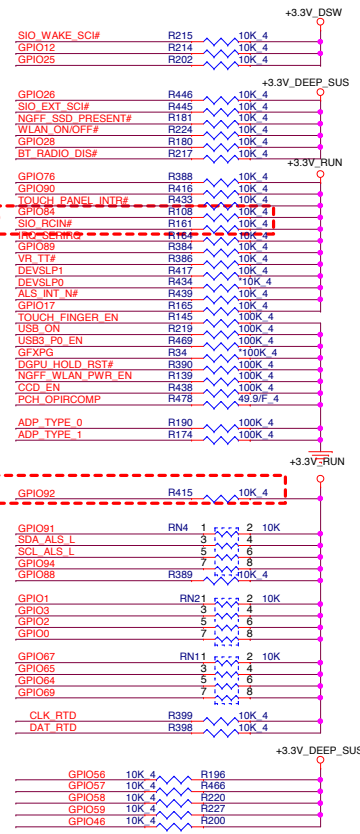 +3.3V_DSW
SIO_WAKE_SCI# R215 10K_4
GPIO12 R214 10K_4
GPIO25 R202 10K_4
+3.3V_DEEP_SUS
GPIO26 R446 10K_4
SIO_EXT_SCI# R445 10K_4
NGFF_SSD_PRESENT# R181 10K_4
WLAN_ON/OFF# R224 10K_4
GPIO28 R180 10K_4
BT_RADIO_DIS# R217 10K_4
+3.3V_RUN
GPIO76 R388 10K_4
GPIO90 R416 10K_4
TOUCH_PANEL_INTR# R433 10K_4
GPIO84 R108 10K_4
SIO_RCIN# R161 10K_4
IRQ_SERIRQ R164 10K_4
GPIO89 R384 10K_4
VR_TT# R386 10K_4
DEVSLP1 R417 10K_4
DEVSLP0 R434 *10K_4
ALS_INT_N# R439 10K_4
GPIO17 R165 10K_4
TOUCH_FINGER_EN R145 100K_4
USB_ON R219 100K_4
USB3_P0_EN R469 100K_4
GFXPG R34 *100K_4
DGPU_HOLD_RST# R390 100K_4
NGFF_WLAN_PWR_EN R139 100K_4
CCD_EN R438 100K_4
PCH_OPIRCOMP R478 49.9/F_4
ADP_TYPE_0 R190 100K_4
ADP_TYPE_1 R174 100K_4
+3.3V_RUN
GPIO92 R415 10K_4
GPIO91 RN4 1 2 10K
SDA_ALS_L 3 4
SCL_ALS_L 5 6
GPIO94 7 8
GPIO88 R389 10K_4
GPIO1 RN21 2 10K
GPIO3 3 4
GPIO2 5 6
GPIO0 7 8
GPIO67 RN11 2 10K
GPIO65 3 4
GPIO64 5 6
GPIO69 7 8
CLK_RTD R399 10K_4
DAT_RTD R398 10K_4
+3.3V_DEEP_SUS
GPIO56 10K_4 R196
GPIO57 10K_4 R466
GPIO58 10K_4 R220
GPIO59 10K_4 R227
GPIO46 10K_4 R200